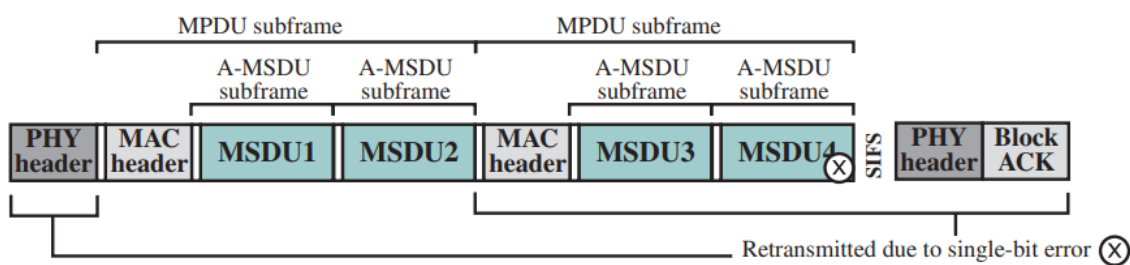 MPDU subframe
MPDU subframe
A-MSDU
subframe
A-MSDU
subframe
A-MSDU
subframe
A-MSDU
subframe
PHY
header
MAC
header
MSDU1
MSDU2
MAC
header
MSDU3
MSDU4
X
SIFS
PHY
header
Block
ACK
Retransmitted due to single-bit error X